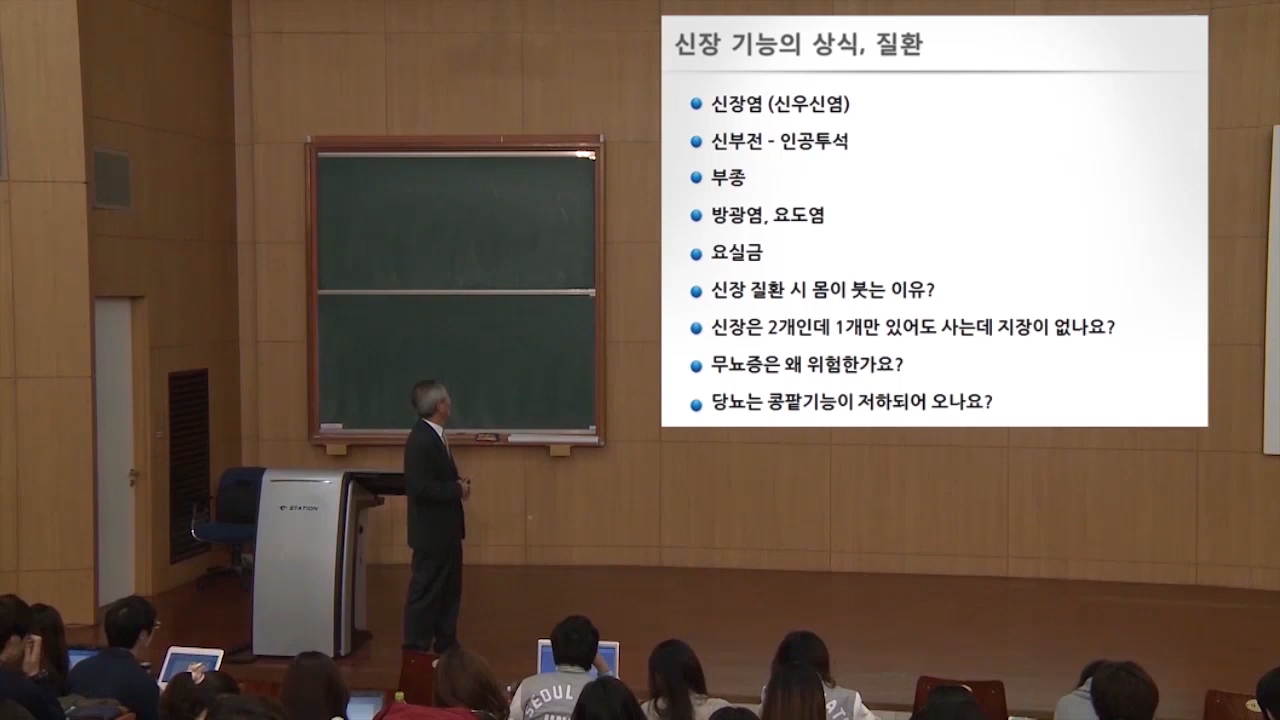 신장 기능의 상식, 질환
신장염 (신우신염)
신부전 - 인공투석
부종
방광염, 요도염
요실금
신장 질환 시 몸이 붓는 이유?
신장은 2개인데 1개만 있어도 사는데 지장이 없나요?
무뇨증은 왜 위험한가요?
당뇨는 콩팥기능이 저하되어 오나요?
STATION
SEOUL